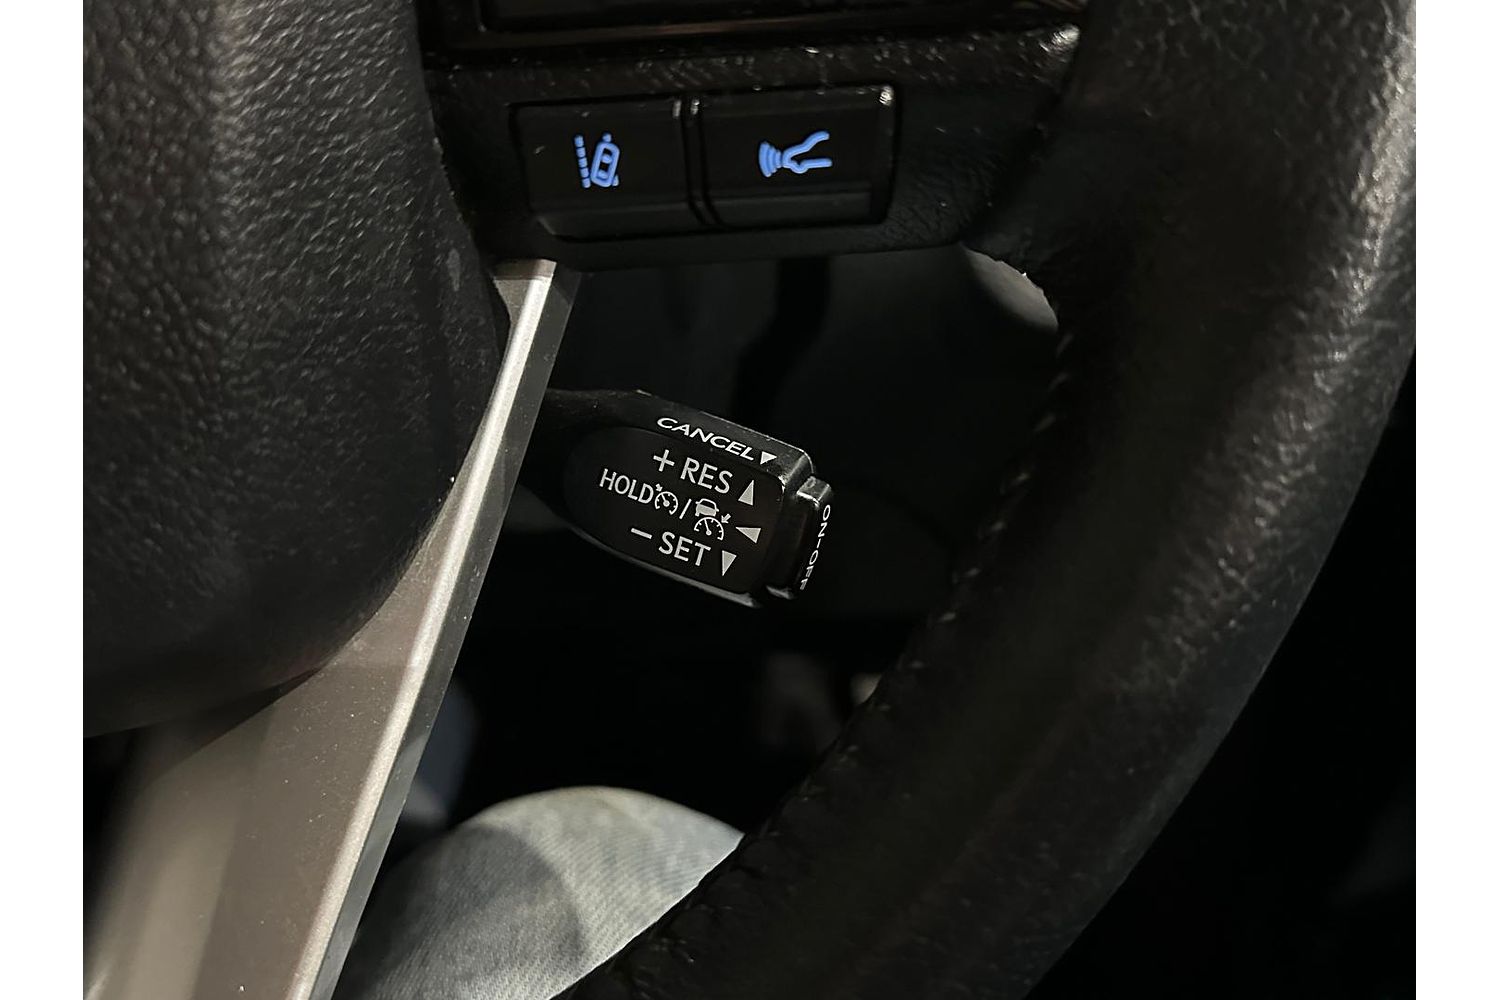 CANCEL▼
+ RES ▲
HOLD / ◀
− SET ▼
ON-OFF